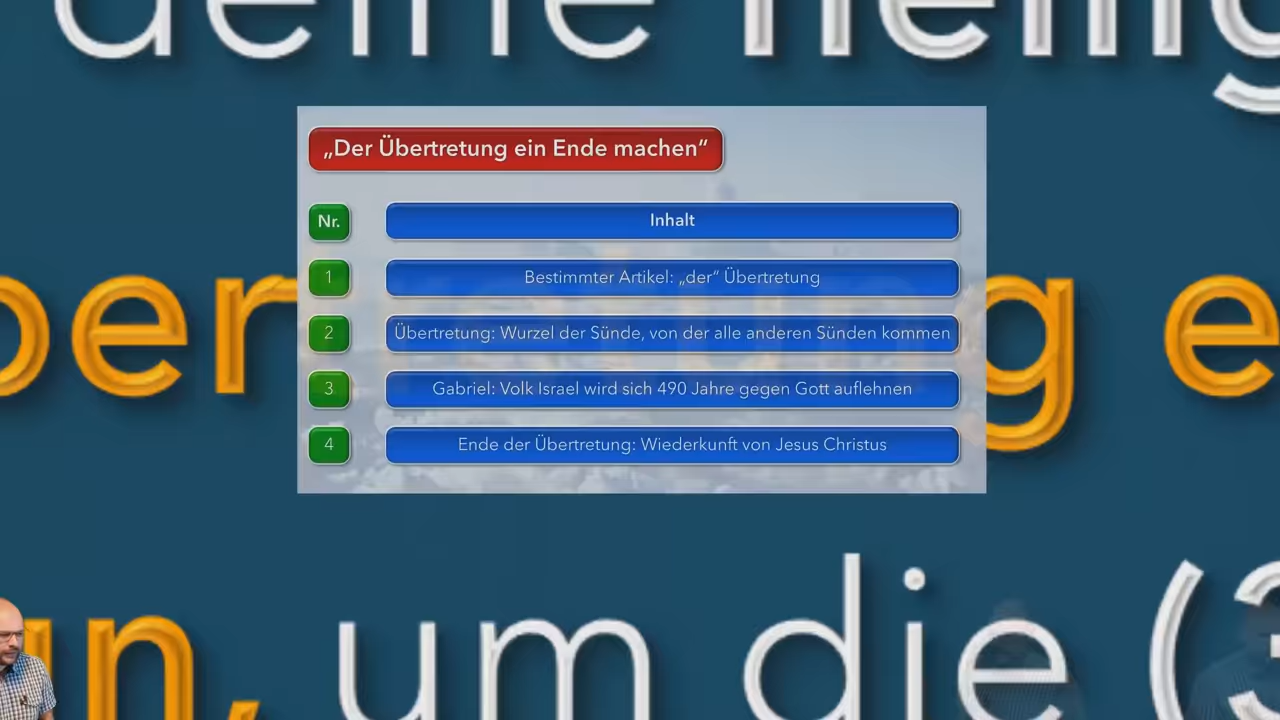 deine heilig
„Der Übertretung ein Ende machen“
Nr. Inhalt
1 Bestimmter Artikel: „der“ Übertretung
2 Übertretung: Wurzel der Sünde, von der alle anderen Sünden kommen
3 Gabriel: Volk Israel wird sich 490 Jahre gegen Gott auflehnen
4 Ende der Übertretung: Wiederkunft von Jesus Christus
ber g e
un, um die (3